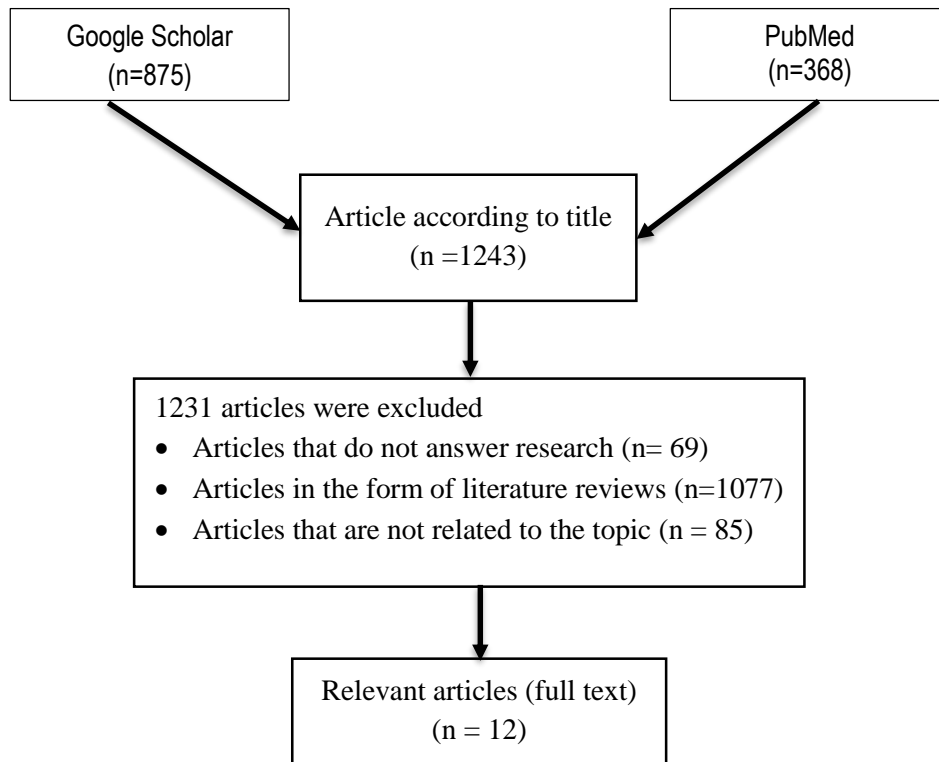 Google Scholar
(n=875)
PubMed
(n=368)
Article according to title
(n =1243)
1231 articles were excluded
• Articles that do not answer research (n= 69)
• Articles in the form of literature reviews (n=1077)
• Articles that are not related to the topic (n = 85)
Relevant articles (full text)
(n = 12)